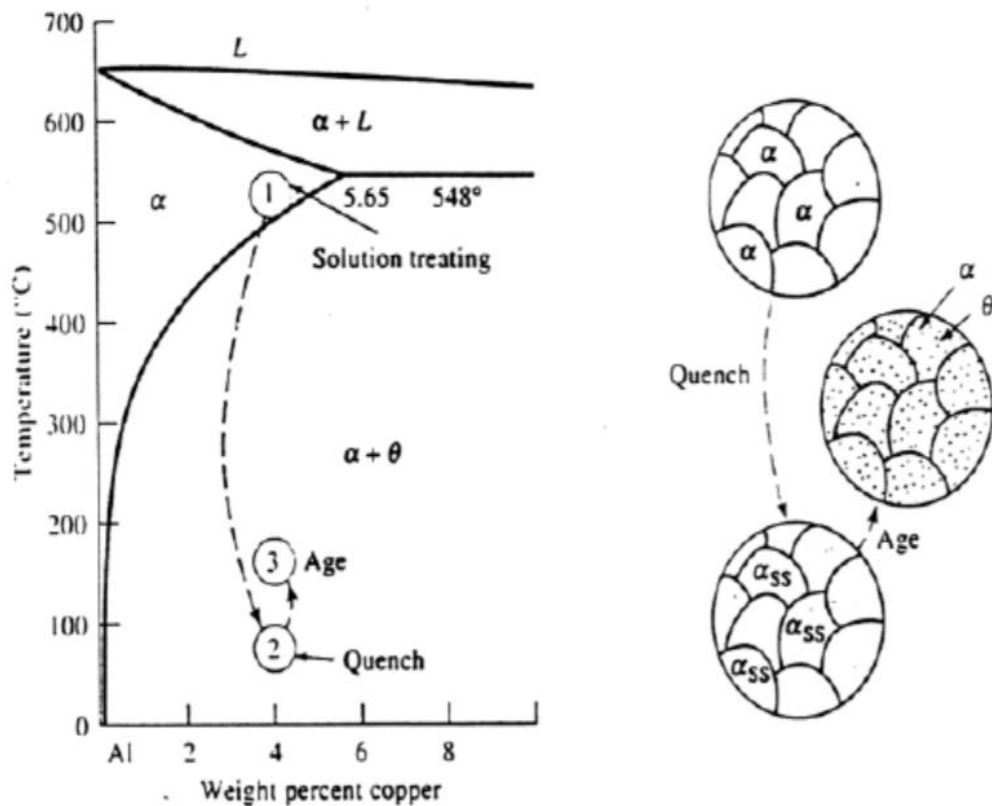 700
600
500
400
300
200
100
0
Temperature (°C)
L
α + L
α
1
5.65 548°
Solution treating
α + θ
3 Age
2 Quench
Al 2 4 6 8
Weight percent copper
α
α
α
Quench
α
θ
Age
αss
αss
αss